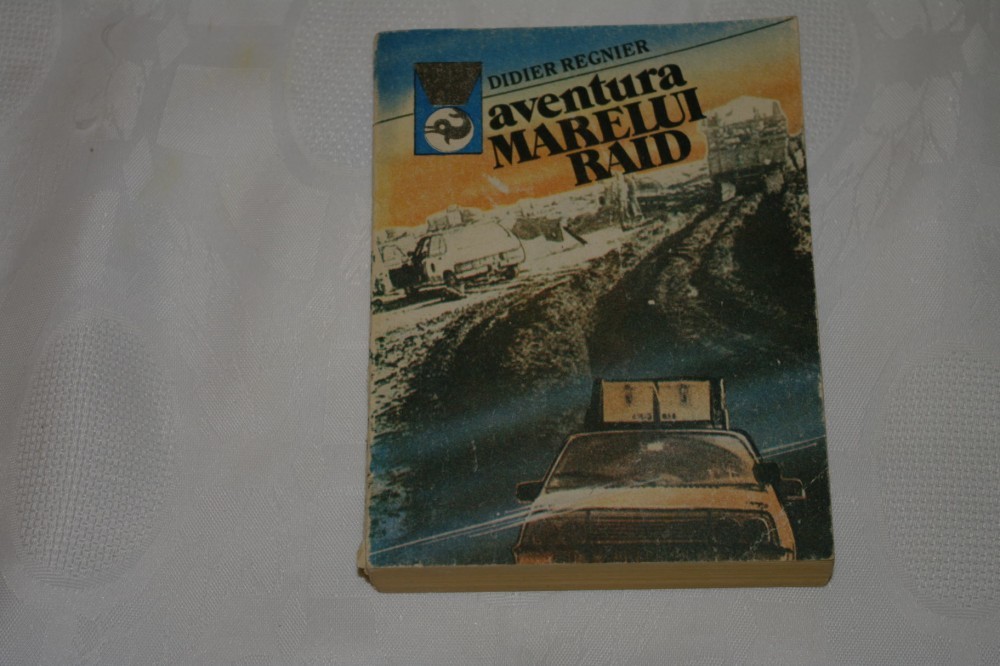 DIDIER REGNIER
aventura
MARELUI
RAID